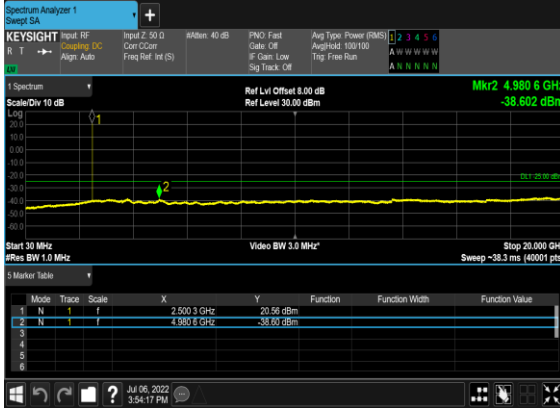 Spectrum Analyzer 1
Swept SA
+
KEYSIGHT Input: RF Input Z: 50 Ω #Atten: 40 dB PNO: Fast Avg Type: Power (RMS) 1 2 3 4 5 6
R T Coupling: DC Corr CCorr Gate: Off Avg|Hold: 100/100 A W W W W W
Align: Auto Freq Ref: Int (S) IF Gain: Low Trig: Free Run
Sig Track: Off A N N N N N
1 Spectrum
Ref Lvl Offset 8.00 dB Mkr2 4.980 6 GHz
Scale/Div 10 dB Ref Level 30.00 dBm -38.602 dBm
Log
20.0 1
10.0
0.00
-10.0
-20.0 DL1 -25.00 dBm
-30.0 2
-40.0
-50.0
-60.0
Start 30 MHz Video BW 3.0 MHz* Stop 20.000 GHz
#Res BW 1.0 MHz Sweep ~38.3 ms (40001 pts)
5 Marker Table
Mode Trace Scale X Y Function Function Width Function Value
1 N 1 f 2.500 3 GHz 20.56 dBm
2 N 1 f 4.980 6 GHz -38.60 dBm
3
4
5
6
? Jul 06, 2022
3:54:17 PM